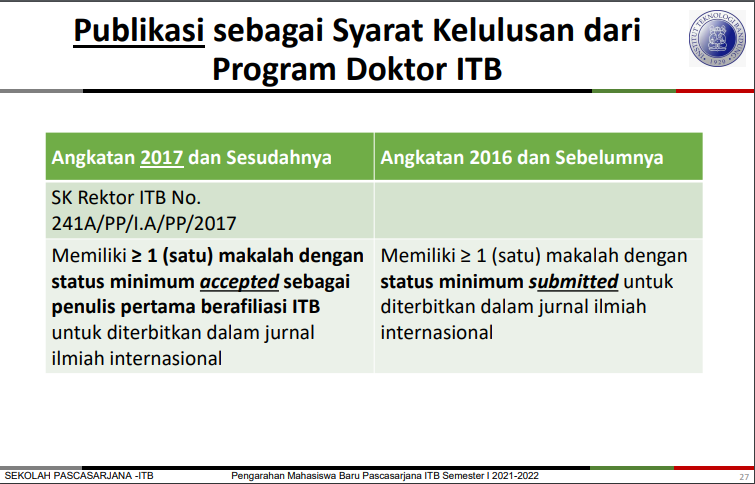 Publikasi sebagai Syarat Kelulusan dari
Program Doktor ITB
INSTITUT TEKNOLOGI BANDUNG
1920
Angkatan 2017 dan Sesudahnya
Angkatan 2016 dan Sebelumnya
SK Rektor ITB No.
241A/PP/I.A/PP/2017
Memiliki ≥ 1 (satu) makalah dengan
status minimum accepted sebagai
penulis pertama berafiliasi ITB
untuk diterbitkan dalam jurnal
ilmiah internasional
Memiliki ≥ 1 (satu) makalah dengan
status minimum submitted untuk
diterbitkan dalam jurnal ilmiah
internasional
SEKOLAH PASCASARJANA -ITB
Pengarahan Mahasiswa Baru Pascasarjana ITB Semester I 2021-2022
27